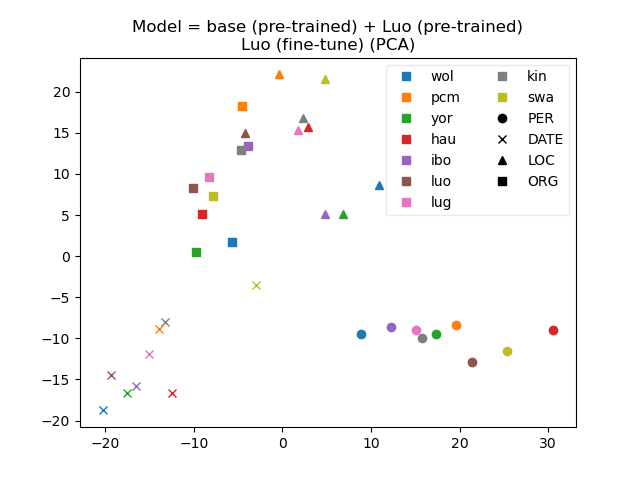 Model = base (pre-trained) + Luo (pre-trained)
Luo (fine-tune) (PCA)
wol
pcm
yor
hau
ibo
luo
lug
kin
swa
PER
DATE
LOC
ORG
20
15
10
5
0
−5
−10
−15
−20
−20
−10
0
10
20
30